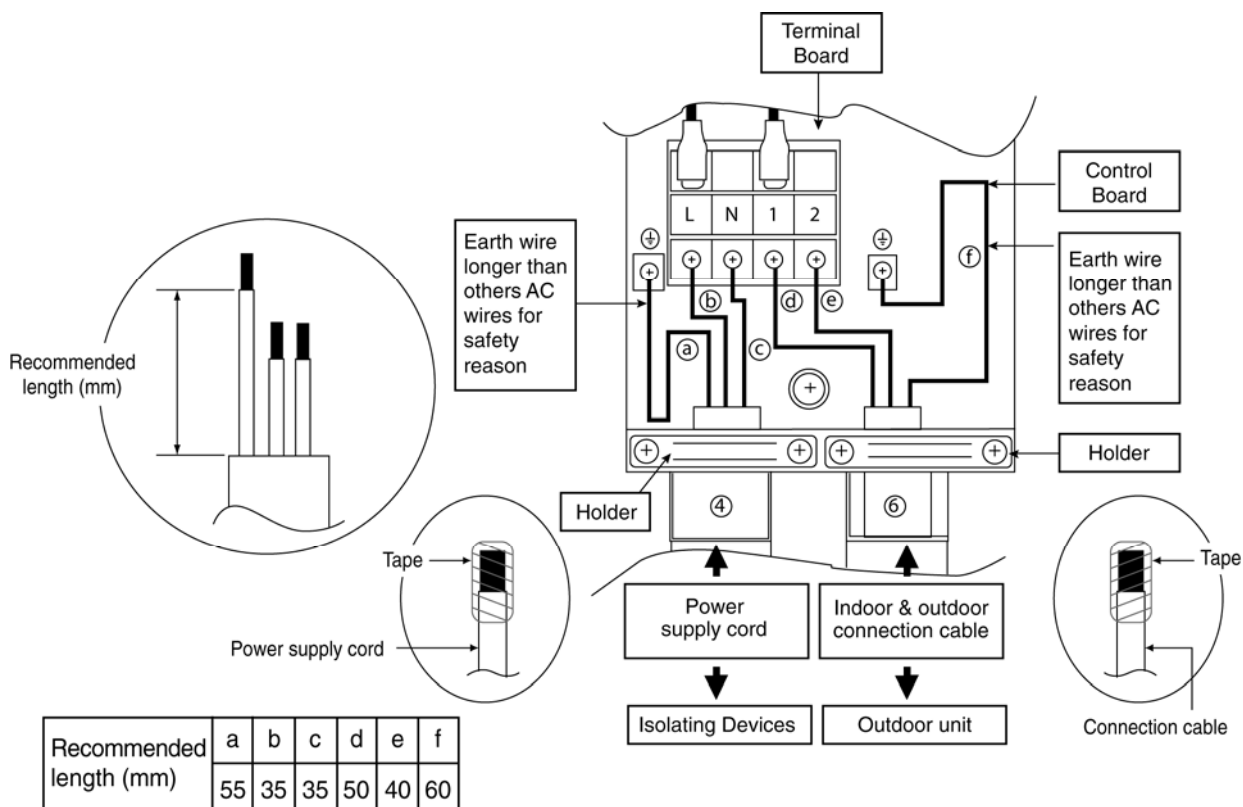 Terminal
Board
Control
Board
L N 1 2
Earth wire
longer than
others AC
wires for
safety
reason
ⓕ
Earth wire
longer than
others AC
wires for
safety
reason
ⓑ ⓓ ⓔ
ⓐ ⓒ
Recommended
length (mm)
Holder
Holder
④ ⑥
Tape
Tape
Power
supply cord
Indoor & outdoor
connection cable
Power supply cord
Isolating Devices
Outdoor unit
Connection cable
Recommended
length (mm)
a b c d e f
55 35 35 50 40 60